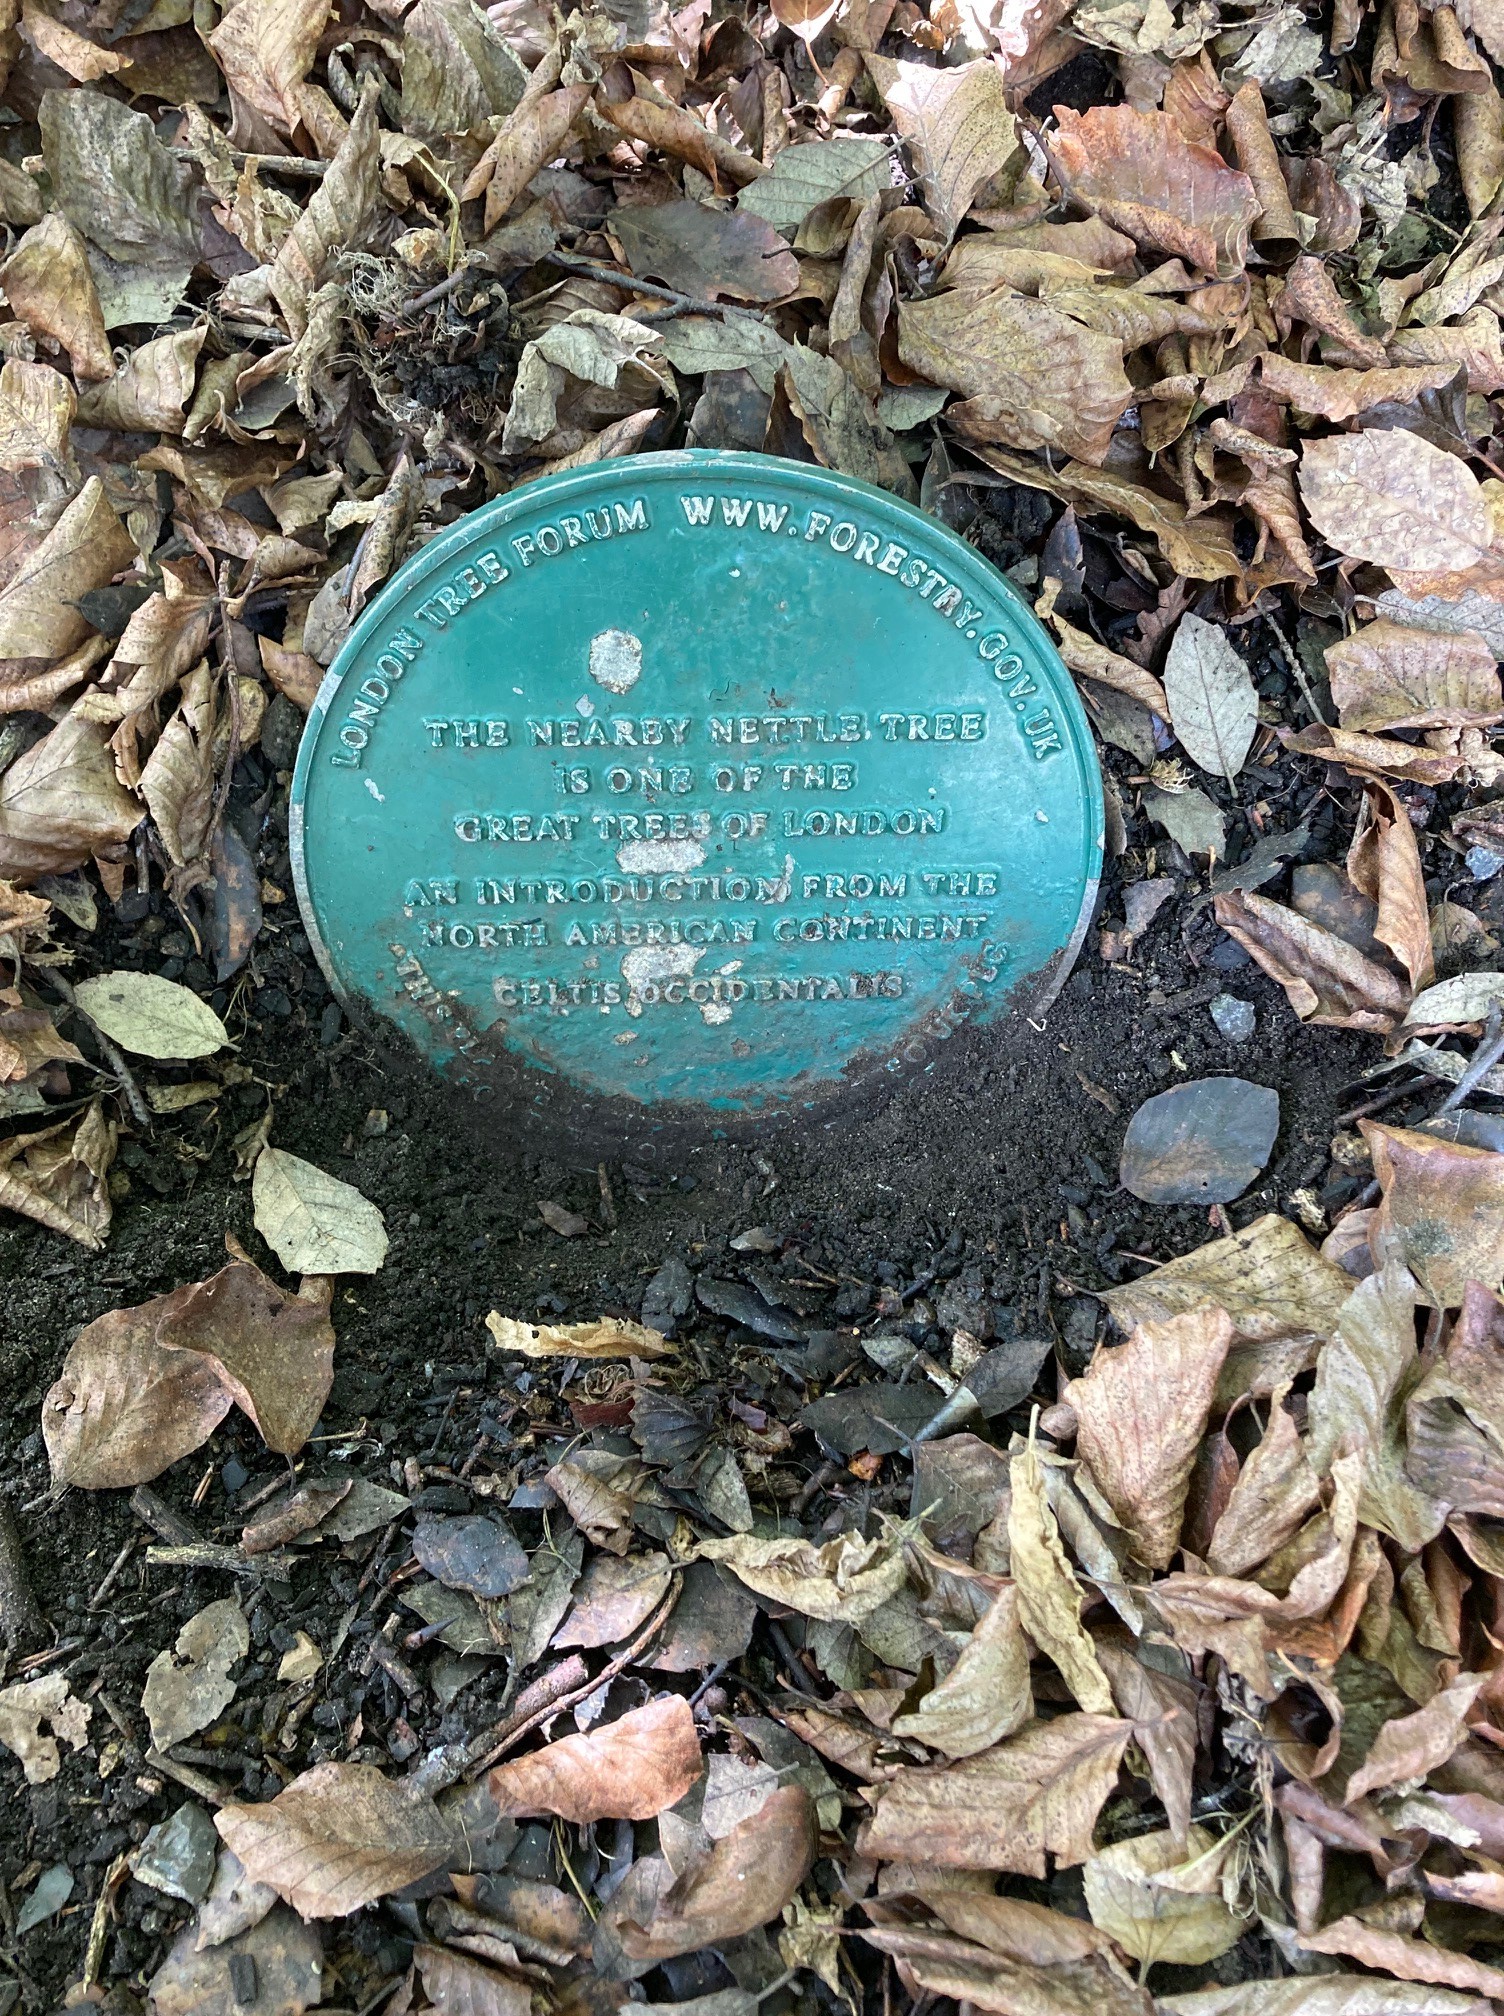 LONDON TREE FORUM WWW.FORESTRY.GOV.UK
THE NEARBY NETTLE TREE
IS ONE OF THE
GREAT TREES OF LONDON
AN INTRODUCTION FROM THE
NORTH AMERICAN CONTINENT
CELTIS OCCIDENTALIS